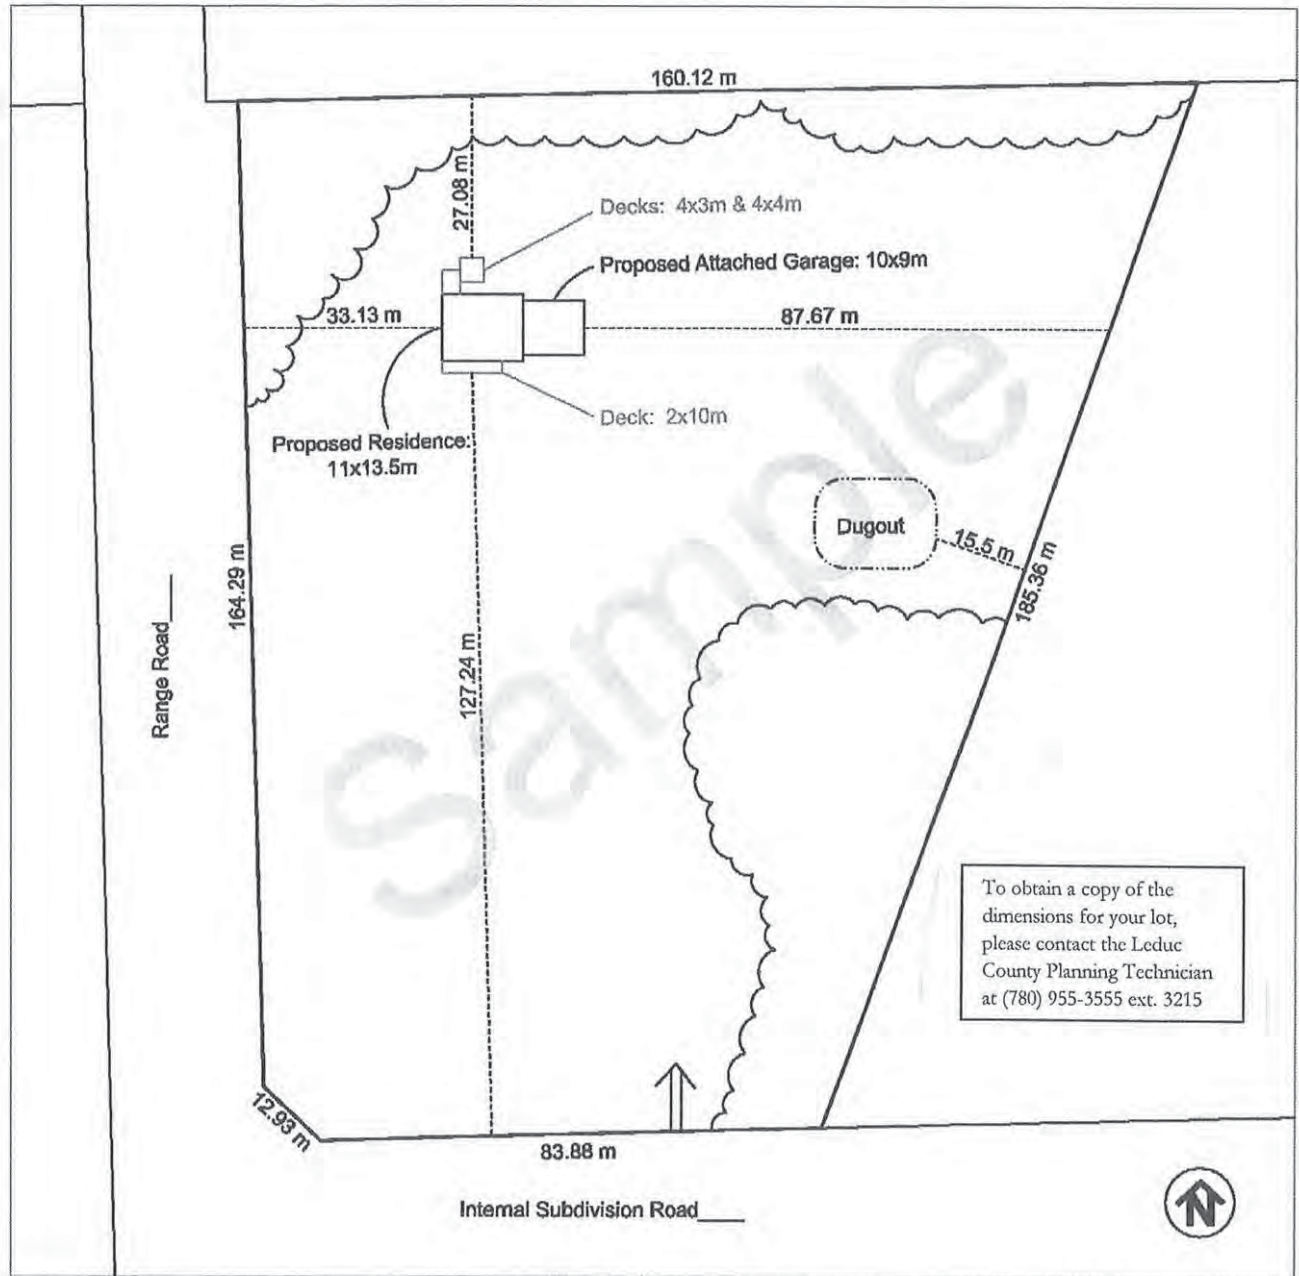 160.12 m
27.08 m
Decks: 4x3m & 4x4m
Proposed Attached Garage: 10x9m
33.13 m
87.67 m
Deck: 2x10m
Proposed Residence:
11x13.5m
Dugout
15.5 m
185.36 m
164.29 m
Range Road____
127.24 m
Sample
To obtain a copy of the
dimensions for your lot,
please contact the Leduc
County Planning Technician
at (780) 955-3555 ext. 3215
12.93 m
83.88 m
Internal Subdivision Road____
N